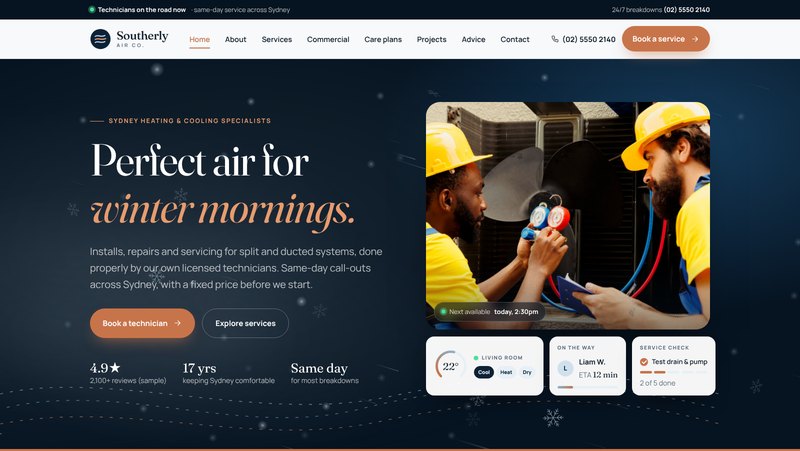 Technicians on the road now · same-day service across Sydney
24/7 breakdowns (02) 5550 2140
Southerly
AIR CO.
Home
About
Services
Commercial
Care plans
Projects
Advice
Contact
(02) 5550 2140
Book a service →
SYDNEY HEATING & COOLING SPECIALISTS
Perfect air for
winter mornings.
Installs, repairs and servicing for split and ducted systems, done
properly by our own licensed technicians. Same-day call-outs
across Sydney, with a fixed price before we start.
Book a technician →
Explore services
4.9★
2,100+ reviews (sample)
17 yrs
keeping Sydney comfortable
Same day
for most breakdowns
Next available today, 2:30pm
22°
LIVING ROOM
Cool
Heat
Dry
ON THE WAY
L
Liam W.
ETA 12 min
SERVICE CHECK
Test drain & pump
2 of 5 done